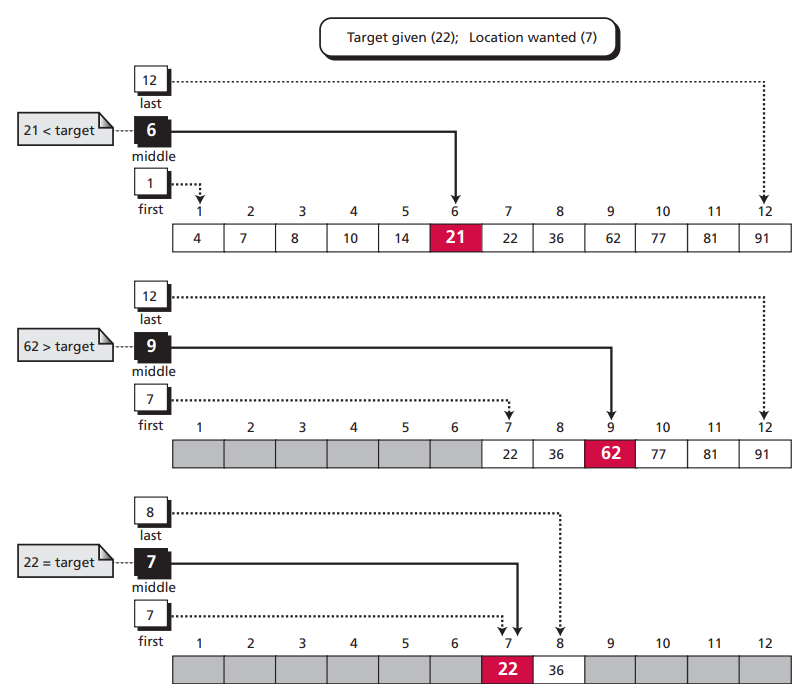 Target given (22); Location wanted (7)
12
last
21 < target
6
middle
1
first
1 2 3 4 5 6 7 8 9 10 11 12
4 7 8 10 14 21 22 36 62 77 81 91
12
last
62 > target
9
middle
7
first
1 2 3 4 5 6 7 8 9 10 11 12
22 36 62 77 81 91
8
last
22 = target
7
middle
7
first
1 2 3 4 5 6 7 8 9 10 11 12
22 36